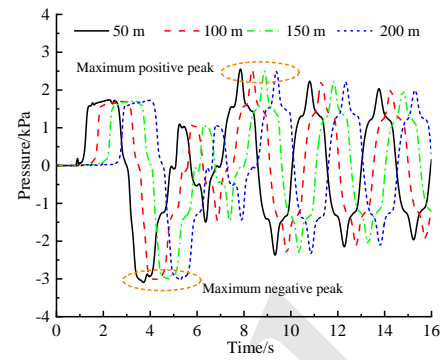 50 m 100 m 150 m 200 m
Maximum positive peak
Maximum negative peak
Pressure/kPa
4
3
2
1
0
-1
-2
-3
-4
0 2 4 6 8 10 12 14 16
Time/s